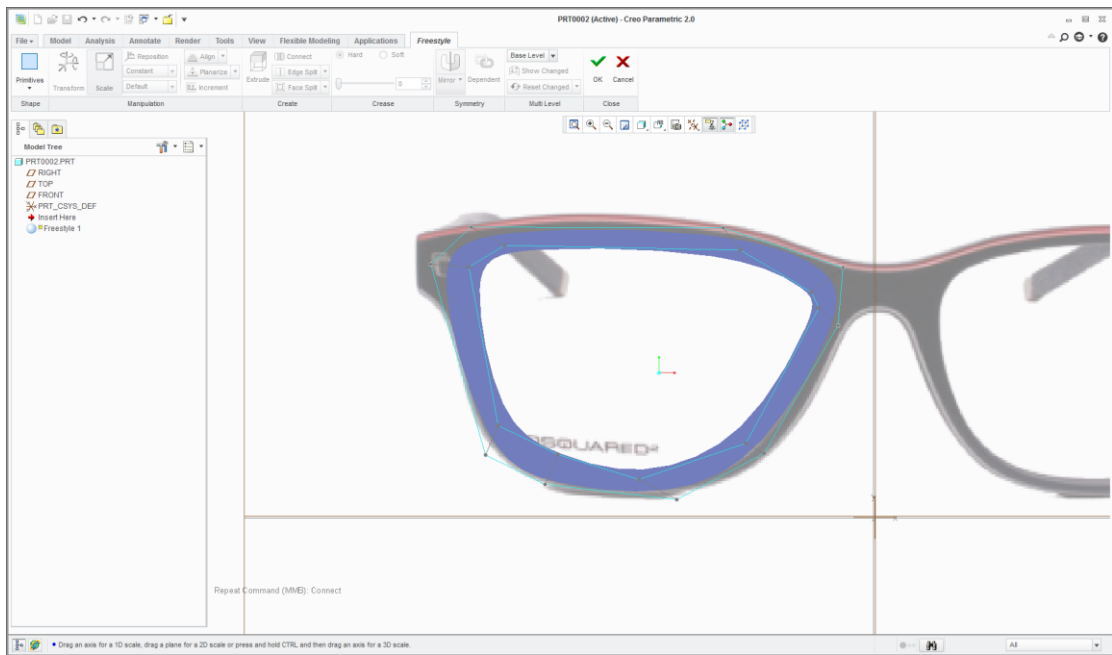 PRT0002 (Active) - Creo Parametric 2.0
File Model Analysis Annotate Render Tools View Flexible Modeling Applications Freestyle
Primitives
Shape
Transform Scale
Reposition
Constant
Default
Align
Planarize
Increment
Manipulation
Extrude
Connect
Edge Split
Face Split
Create
Hard Soft
0
Crease
Mirror Dependent
Symmetry
Base Level
Show Changed
Reset Changed
Multi Level
OK Cancel
Close
Model Tree
PRT0002.PRT
RIGHT
TOP
FRONT
PRT_CSYS_DEF
Insert Here
Freestyle 1
DSQUARED2
Repeat Command (MMB): Connect
Drag an axis for a 1D scale, drag a plane for a 2D scale or press and hold CTRL and then drag an axis for a 3D scale.
All